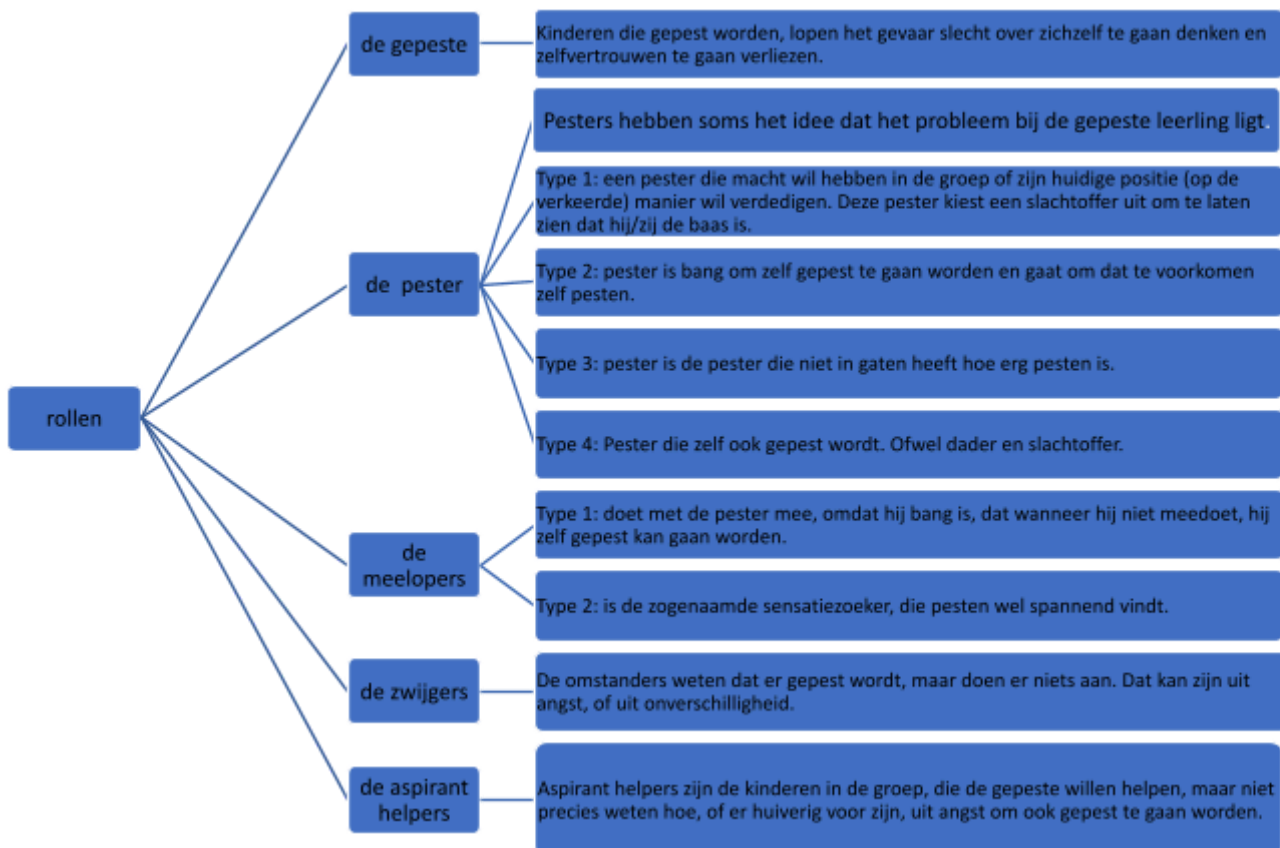 rollen
de gepeste
Kinderen die gepest worden, lopen het gevaar slecht over zichzelf te gaan denken en
zelfvertrouwen te gaan verliezen.
de pester
Pesters hebben soms het idee dat het probleem bij de gepeste leerling ligt.
Type 1: een pester die macht wil hebben in de groep of zijn huidige positie (op de
verkeerde) manier wil verdedigen. Deze pester kiest een slachtoffer uit om te laten
zien dat hij/zij de baas is.
Type 2: pester is bang om zelf gepest te gaan worden en gaat om dat te voorkomen
zelf pesten.
Type 3: pester is de pester die niet in gaten heeft hoe erg pesten is.
Type 4: Pester die zelf ook gepest wordt. Ofwel dader en slachtoffer.
de
meelopers
Type 1: doet met de pester mee, omdat hij bang is, dat wanneer hij niet meedoet, hij
zelf gepest kan gaan worden.
Type 2: is de zogenaamde sensatiezoeker, die pesten wel spannend vindt.
de zwijgers
De omstanders weten dat er gepest wordt, maar doen er niets aan. Dat kan zijn uit
angst, of uit onverschilligheid.
de aspirant
helpers
Aspirant helpers zijn de kinderen in de groep, die de gepeste willen helpen, maar niet
precies weten hoe, of er huiverig voor zijn, uit angst om ook gepest te gaan worden.